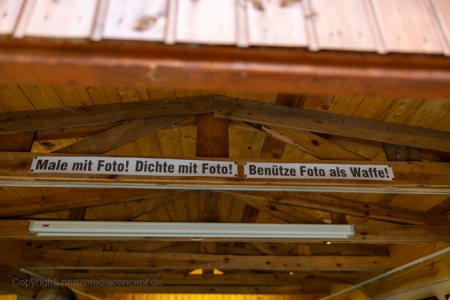 Male mit Foto! Dichte mit Foto!
Benütze Foto als Waffe!
Copyright prinzmediaconcept.de